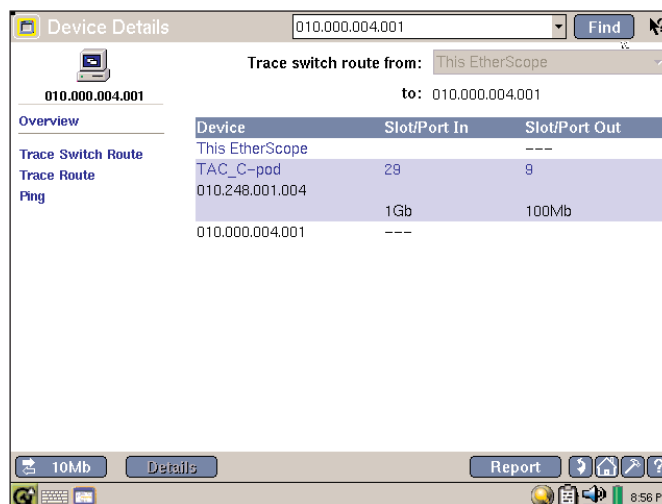 Device Details
010.000.004.001
Find
010.000.004.001
Trace switch route from: This EtherScope
to: 010.000.004.001
Overview
Trace Switch Route
Trace Route
Ping
Device Slot/Port In Slot/Port Out
This EtherScope ---
TAC_C-pod 29 9
010.248.001.004
1Gb 100Mb
010.000.004.001 ---
10Mb
Details
Report
?
8:56 P